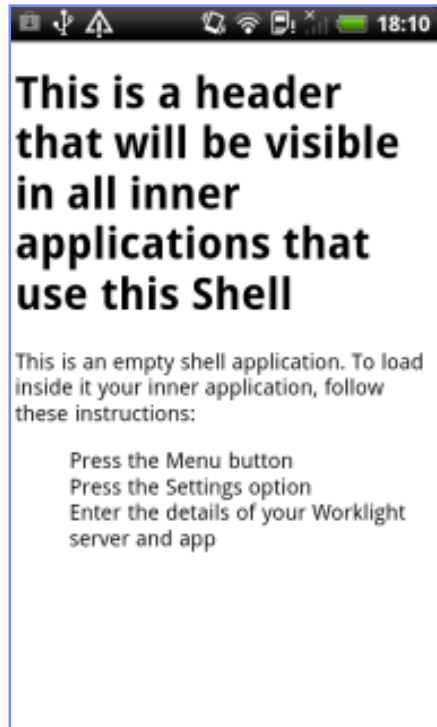 18:10
This is a header
that will be visible
in all inner
applications that
use this Shell
This is an empty shell application. To load
inside it your inner application, follow
these instructions:
Press the Menu button
Press the Settings option
Enter the details of your Worklight
server and app